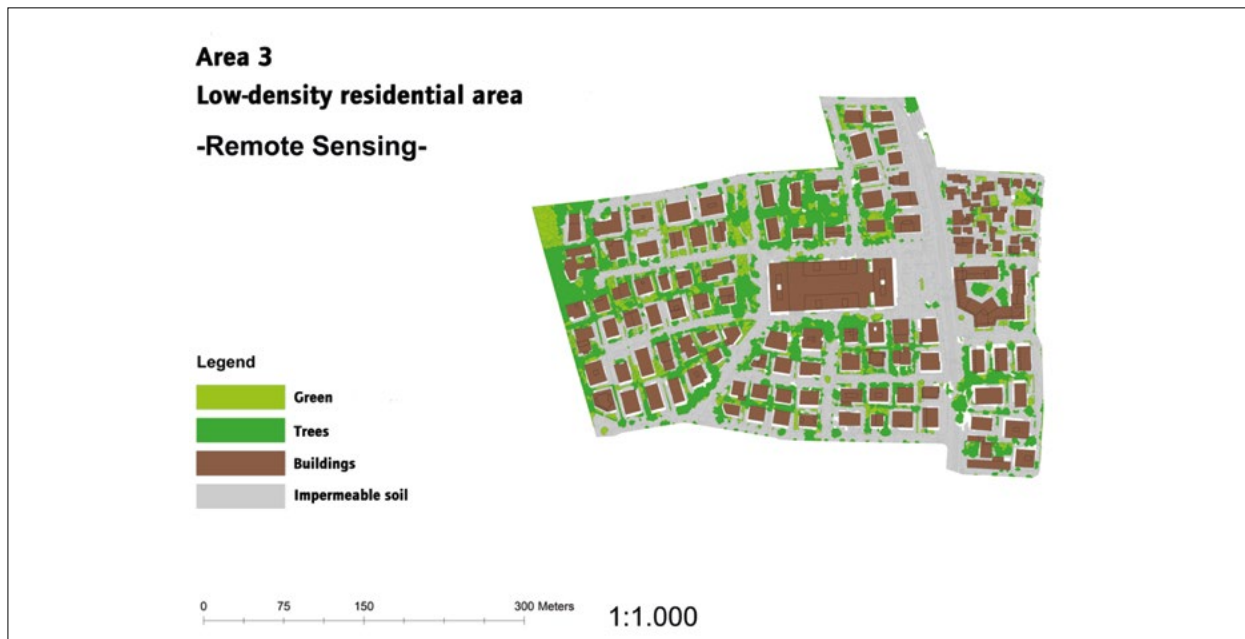 Area 3
Low-density residential area
-Remote Sensing-
Legend
Green
Trees
Buildings
Impermeable soil
0 75 150 300 Meters
1:1.000